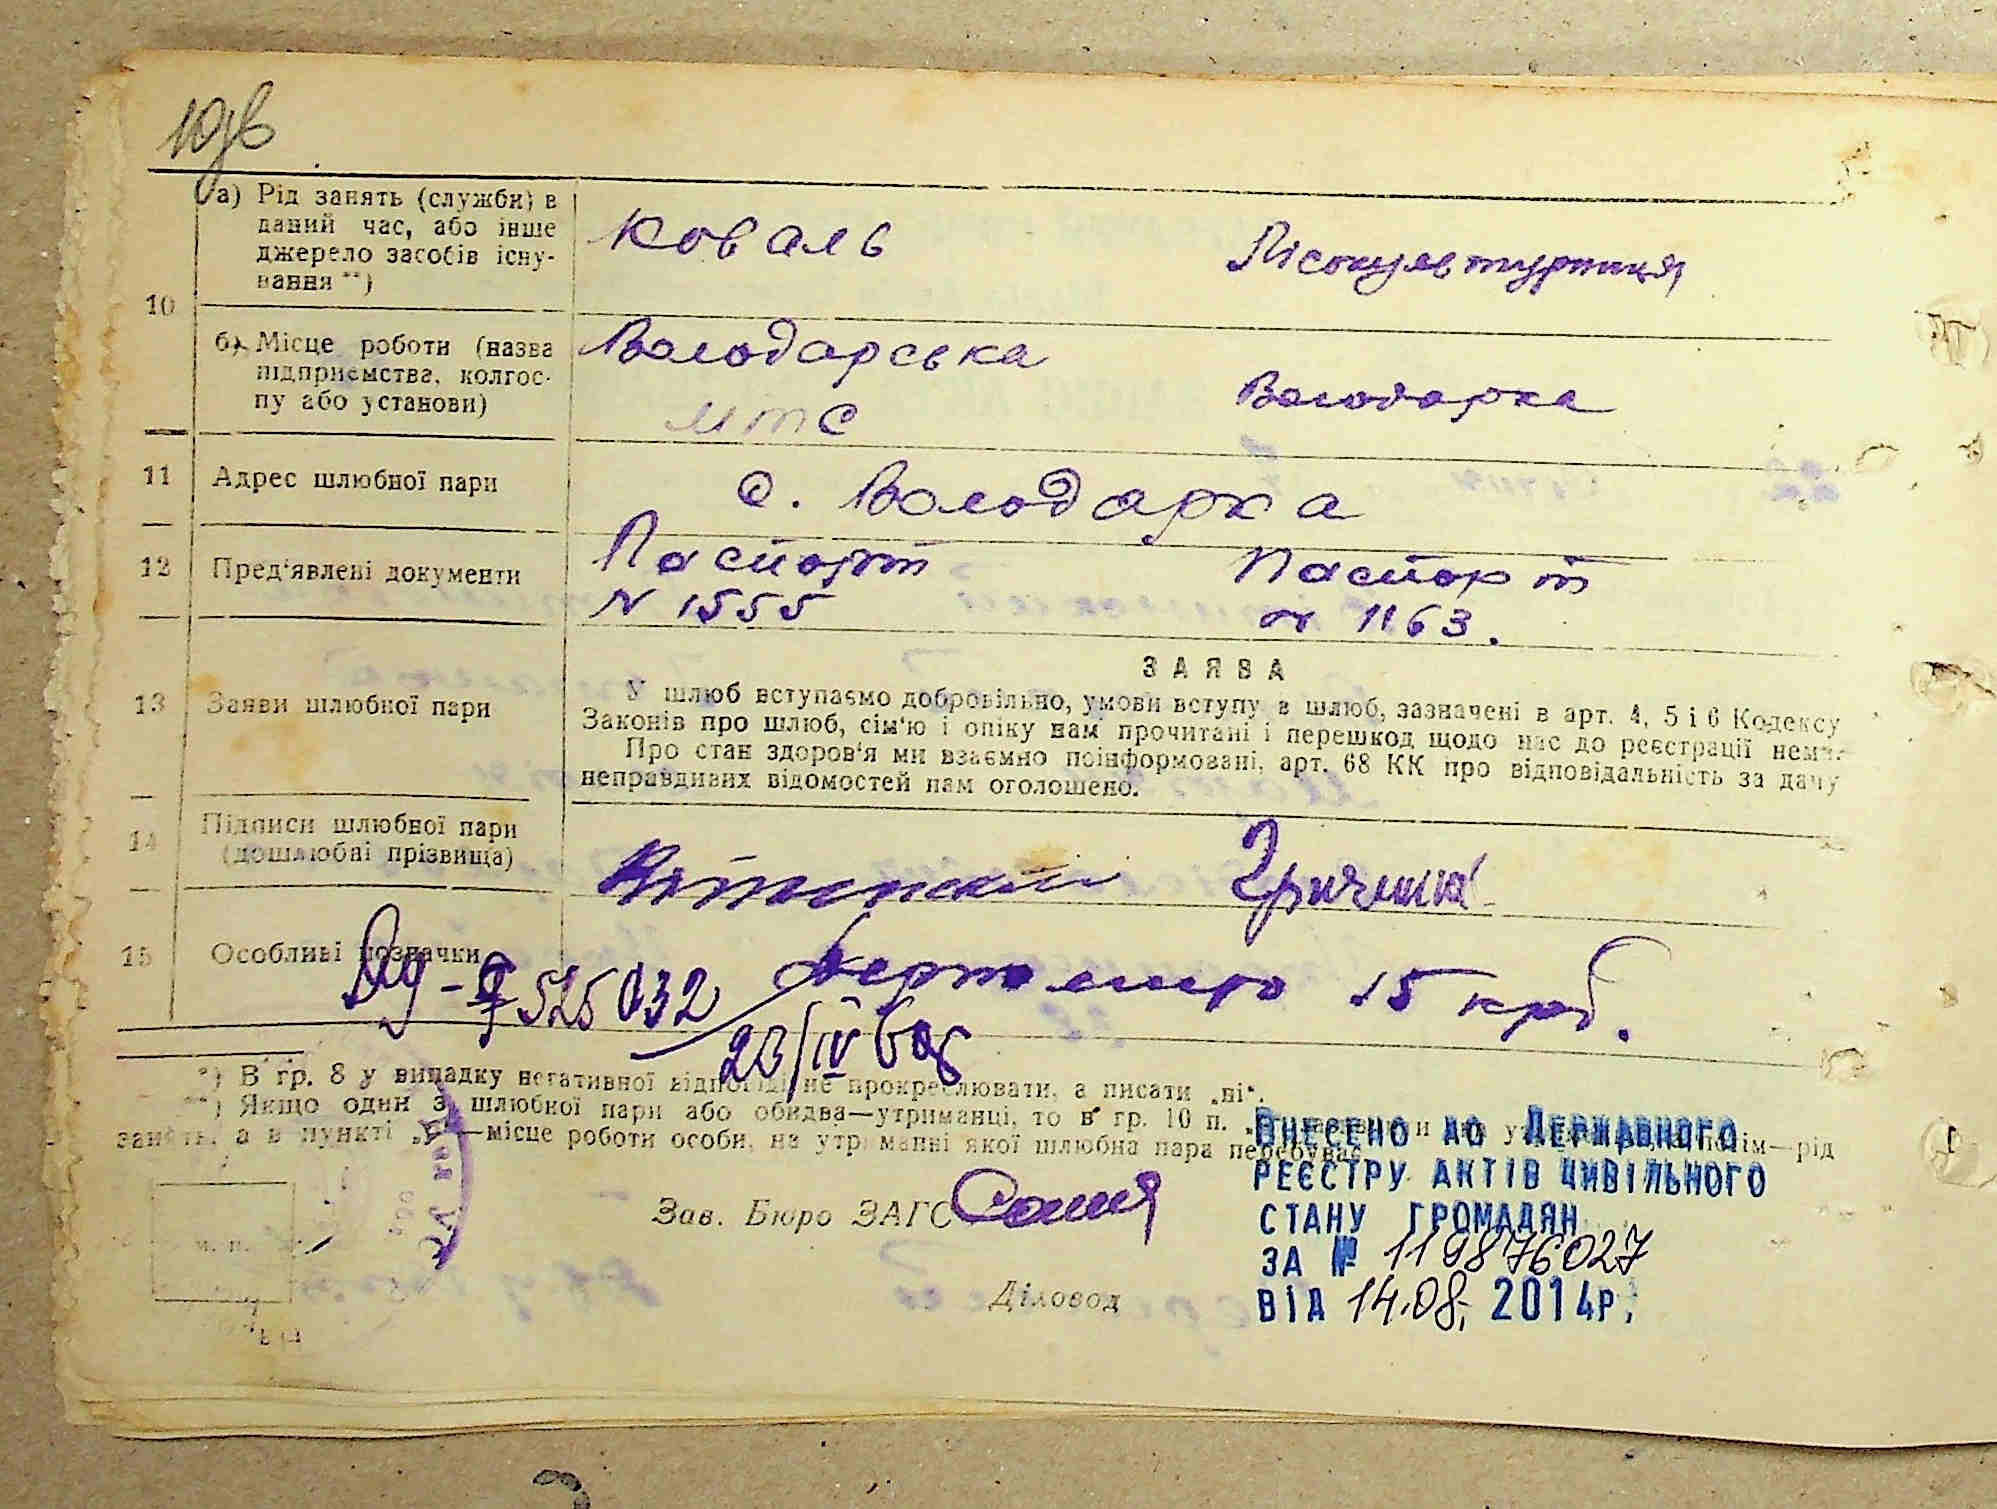 10
а) Рід занять (служби) в
даний час, або інше
джерело засобів існу-
вання **)
Коваль
Лісокультурниця
б) Місце роботи (назва
підприємства, колгос-
пу або установи)
Володарська
МТС
Володарка
11 Адрес шлюбної пари
с. Володарка
12 Пред'явлені документи
Паспорт
N 1555
Паспорт
N 1163.
13 Заяви шлюбної пари
ЗАЯВА
У шлюб вступаємо добровільно, умови вступу в шлюб, зазначені в арт. 4, 5 і 6 Кодексу
Законів про шлюб, сім'ю і опіку нам прочитані і перешкод щодо нас до реєстрації немає.
Про стан здоров'я ми взаємно поінформовані, арт. 68 КК про відповідальність за дачу
неправдивих відомостей нам оголошено.
14 Підписи шлюбної пари
(дошлюбні прізвища)
15 Особливі позначки
525032
15 крб.
*) В гр. 8 у випадку негативної відповіді не прокреслювати, а писати „ні".
**) Якщо один з шлюбної пари або обидва—утриманці, то в гр. 10 п.
занять, а в пункті —місце роботи особи, на утриманні якої шлюбна пара перебуває
рід
Зав. Бюро ЗАГС
Діловод
м. п.
Внесено до Державного
реєстру актів цивільного
стану громадян
за № 119876027
від 14.08. 2014р.